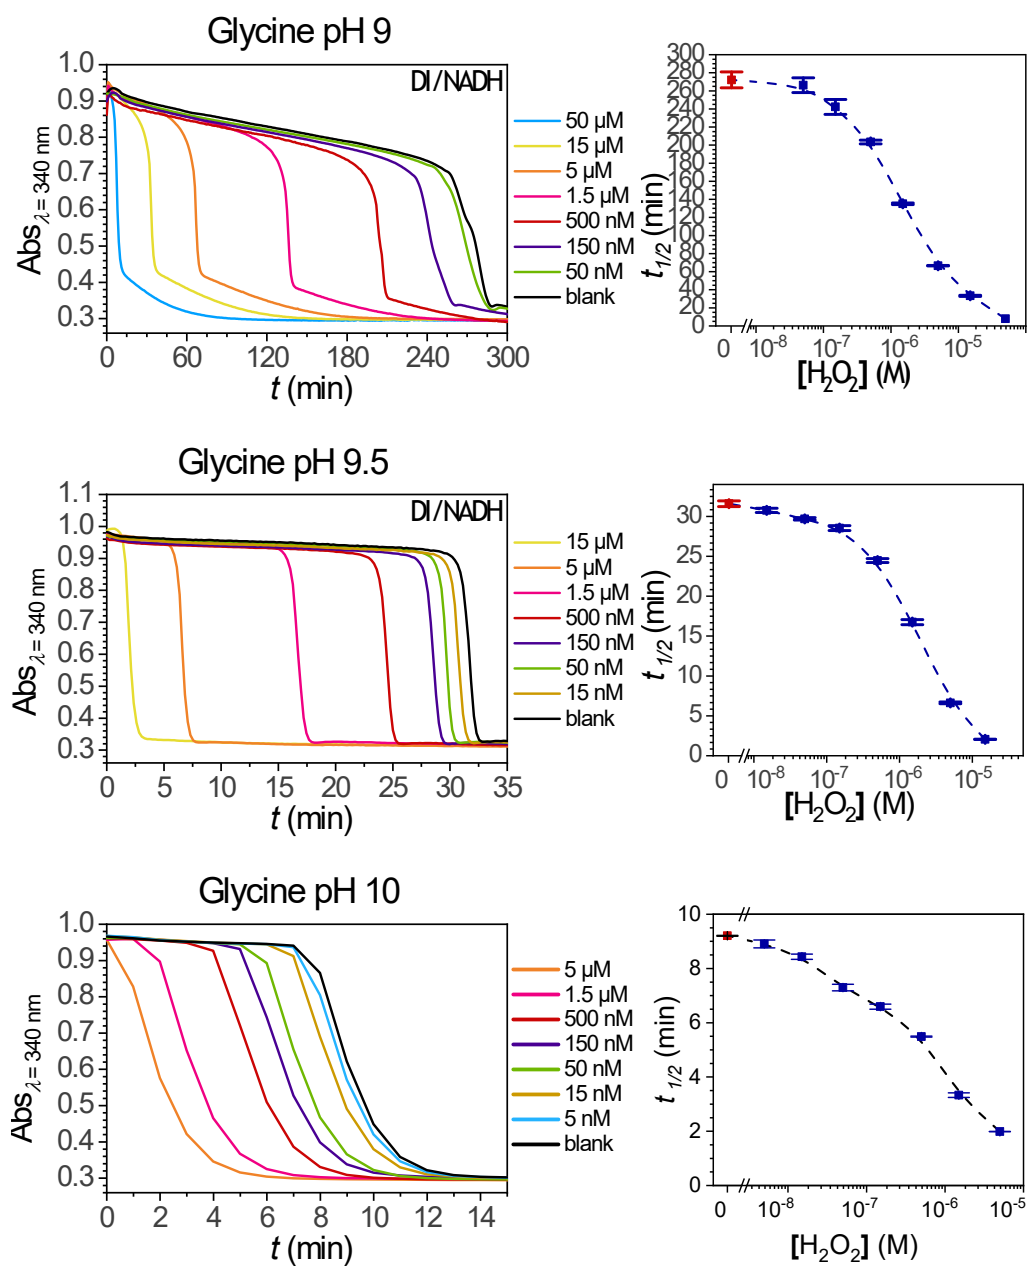 Glycine pH 9
DI/NADH
1.0
0.9
0.8
0.7
0.6
0.5
0.4
0.3
Abs λ = 340 nm
0 60 120 180 240 300
t (min)
50 µM
15 µM
5 µM
1.5 µM
500 nM
150 nM
50 nM
blank
300
280
260
240
220
200
180
160
140
120
100
80
60
40
20
0
t1/2 (min)
0 10⁻⁸ 10⁻⁷ 10⁻⁶ 10⁻⁵
[H₂O₂] (M)
Glycine pH 9.5
DI/NADH
1.1
1.0
0.9
0.8
0.7
0.6
0.5
0.4
0.3
Abs λ = 340 nm
0 5 10 15 20 25 30 35
t (min)
15 µM
5 µM
1.5 µM
500 nM
150 nM
50 nM
15 nM
blank
30
25
20
15
10
5
0
t1/2 (min)
0 10⁻⁸ 10⁻⁷ 10⁻⁶ 10⁻⁵
[H₂O₂] (M)
Glycine pH 10
1.0
0.9
0.8
0.7
0.6
0.5
0.4
0.3
Abs λ = 340 nm
0 2 4 6 8 10 12 14
t (min)
5 µM
1.5 µM
500 nM
150 nM
50 nM
15 nM
5 nM
blank
10
8
6
4
2
0
t1/2 (min)
0 10⁻⁸ 10⁻⁷ 10⁻⁶ 10⁻⁵
[H₂O₂] (M)